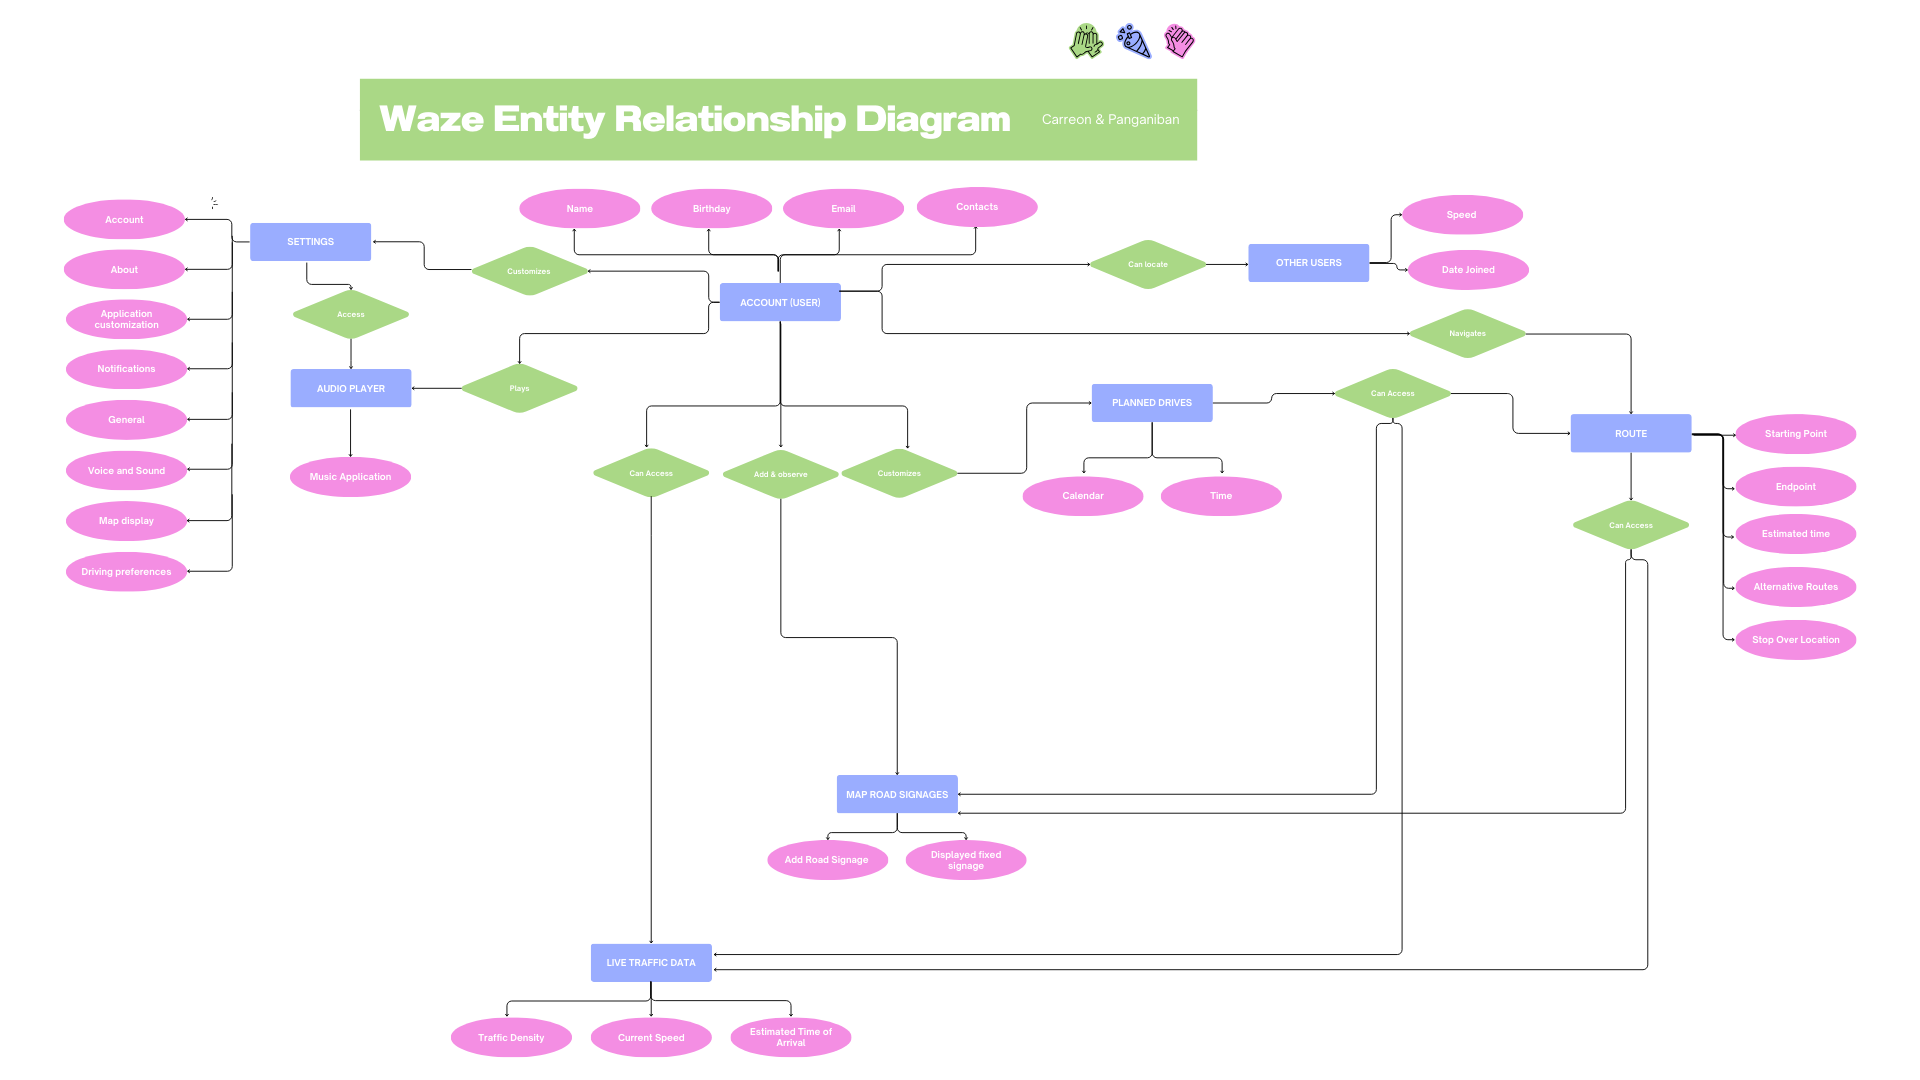 Waze Entity Relationship Diagram
Carreon & Panganiban
Name
Birthday
Email
Contacts
Speed
Account
SETTINGS
Customizes
Can locate
OTHER USERS
Date Joined
About
ACCOUNT (USER)
Application
customization
Access
Navigates
Notifications
AUDIO PLAYER
Plays
PLANNED DRIVES
Can Access
General
ROUTE
Starting Point
Voice and Sound
Music Application
Can Access
Add & observe
Customizes
Calendar
Time
Endpoint
Map display
Can Access
Estimated time
Driving preferences
Alternative Routes
Stop Over Location
MAP ROAD SIGNAGES
Add Road Signage
Displayed fixed
signage
LIVE TRAFFIC DATA
Traffic Density
Current Speed
Estimated Time of
Arrival